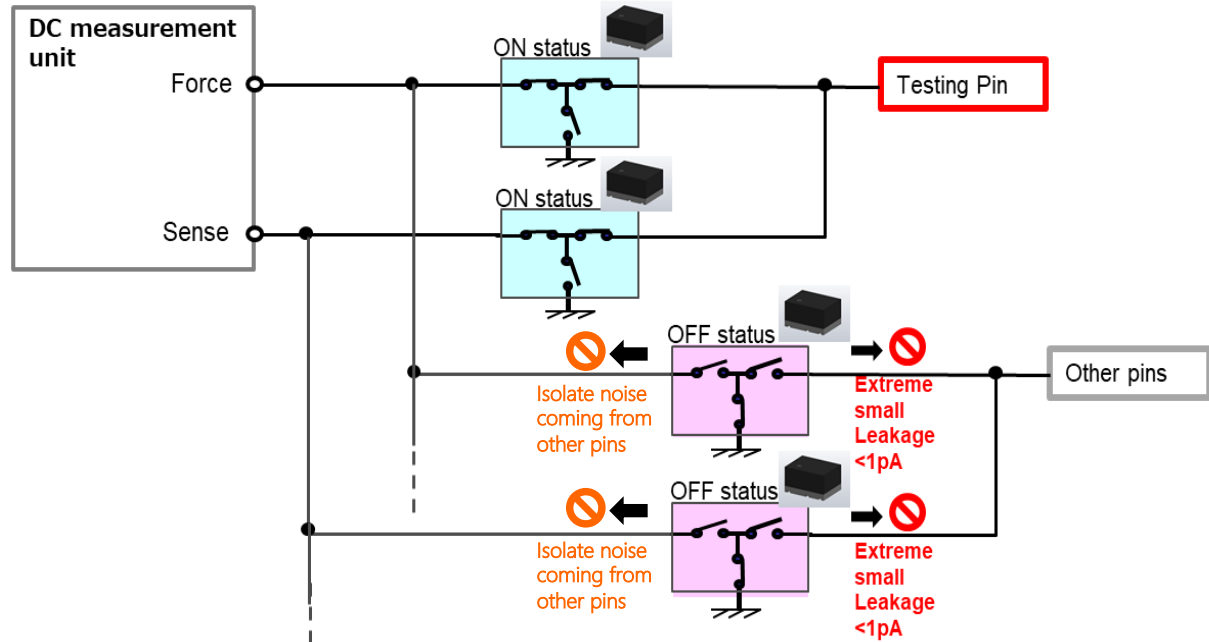 DC measurement
unit
Force
Sense
ON status
Testing Pin
ON status
OFF status
Isolate noise
coming from
other pins
Extreme
small
Leakage
<1pA
Other pins
OFF status
Isolate noise
coming from
other pins
Extreme
small
Leakage
<1pA